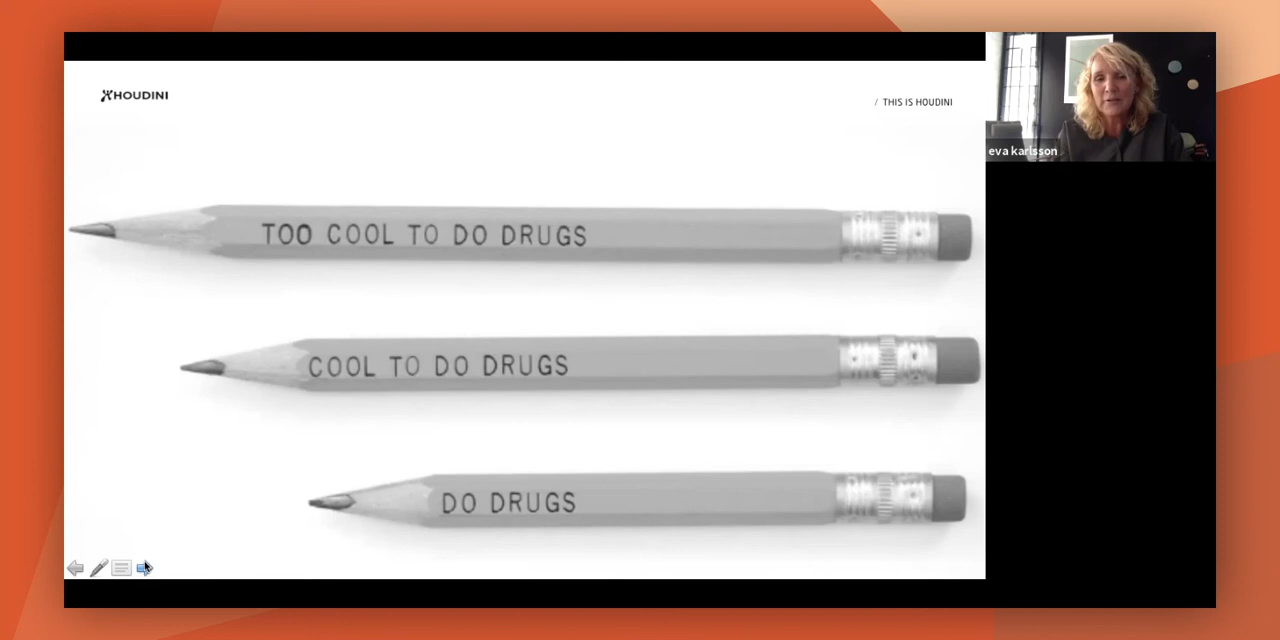 HOUDINI
/ THIS IS HOUDINI
eva karlsson
TOO COOL TO DO DRUGS
COOL TO DO DRUGS
DO DRUGS